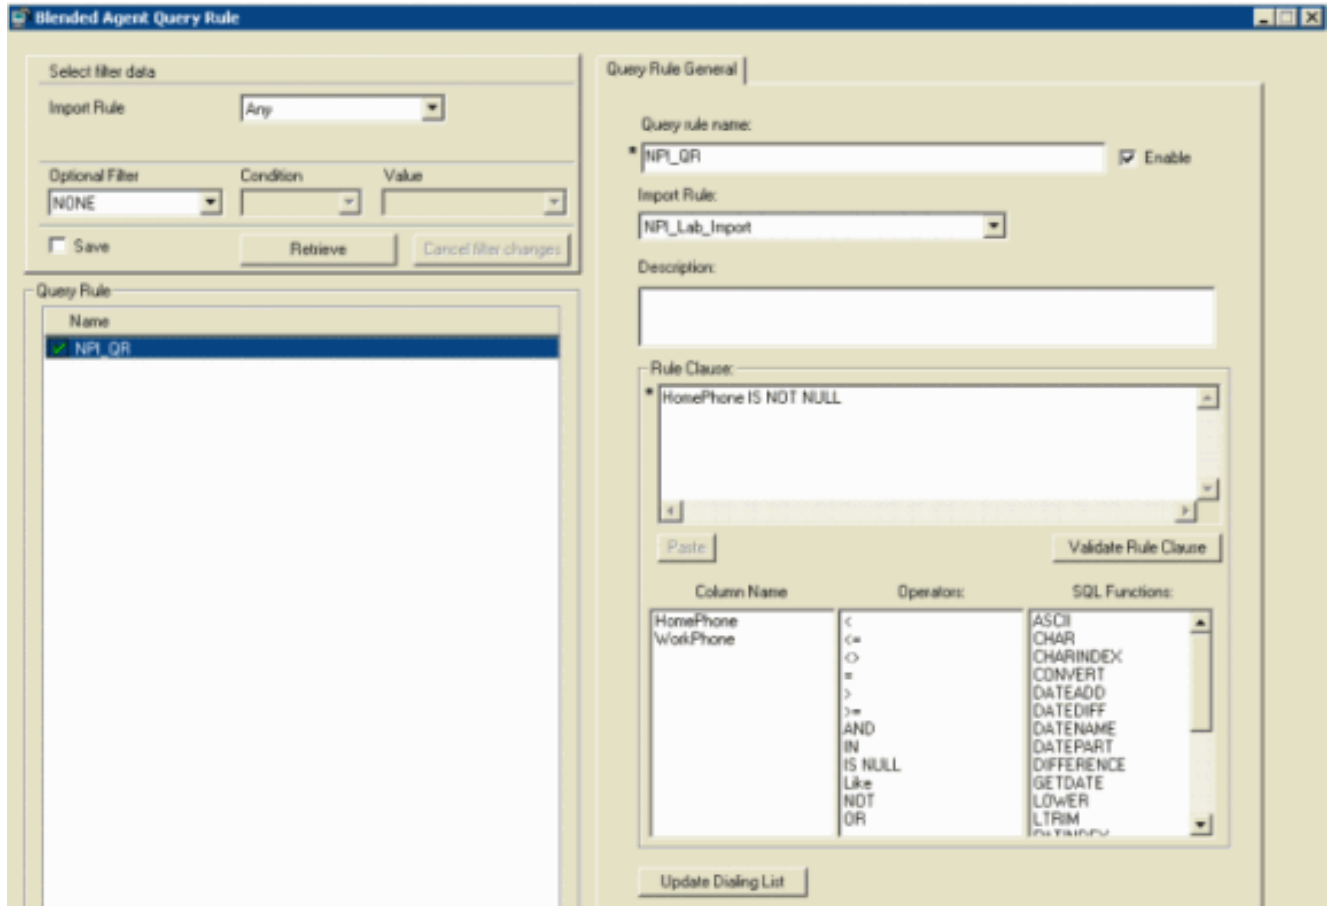 Blended Agent Query Rule
Select filter data
Import Rule
Any
Optional Filter
Condition
Value
NONE
Save
Retrieve
Cancel filter changes
Query Rule
Name
NPI_QR
Query Rule General
Query rule name:
* NPI_QR
Enable
Import Rule:
NPI_Lab_Import
Description:
Rule Clause:
* HomePhone IS NOT NULL
Paste
Validate Rule Clause
Column Name
HomePhone
WorkPhone
Operators:
<
<=
<>
=
>
>=
AND
IN
IS NULL
Like
NOT
OR
SQL Functions:
ASCII
CHAR
CHARINDEX
CONVERT
DATEADD
DATEDIFF
DATENAME
DATEPART
DIFFERENCE
GETDATE
LOWER
LTRIM
PATINDEX
Update Dialing List